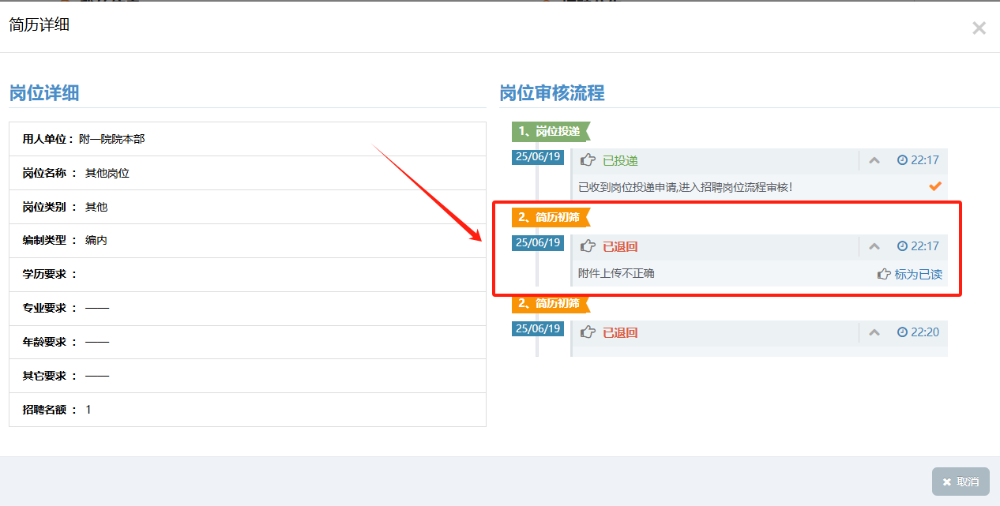 简历详细
岗位详细
用人单位： 附一院院本部
岗位名称 ： 其他岗位
岗位类别 ： 其他
编制类型 ： 编内
学历要求 ：
专业要求 ： ——
年龄要求 ： ——
其它要求 ： ——
招聘名额 ： 1
岗位审核流程
1、岗位投递
25/06/19 已投递 22:17
已收到岗位投递申请,进入招聘岗位流程审核!
2、简历初筛
25/06/19 已退回 22:17
附件上传不正确 标为已读
2、简历初筛
25/06/19 已退回 22:20
取消